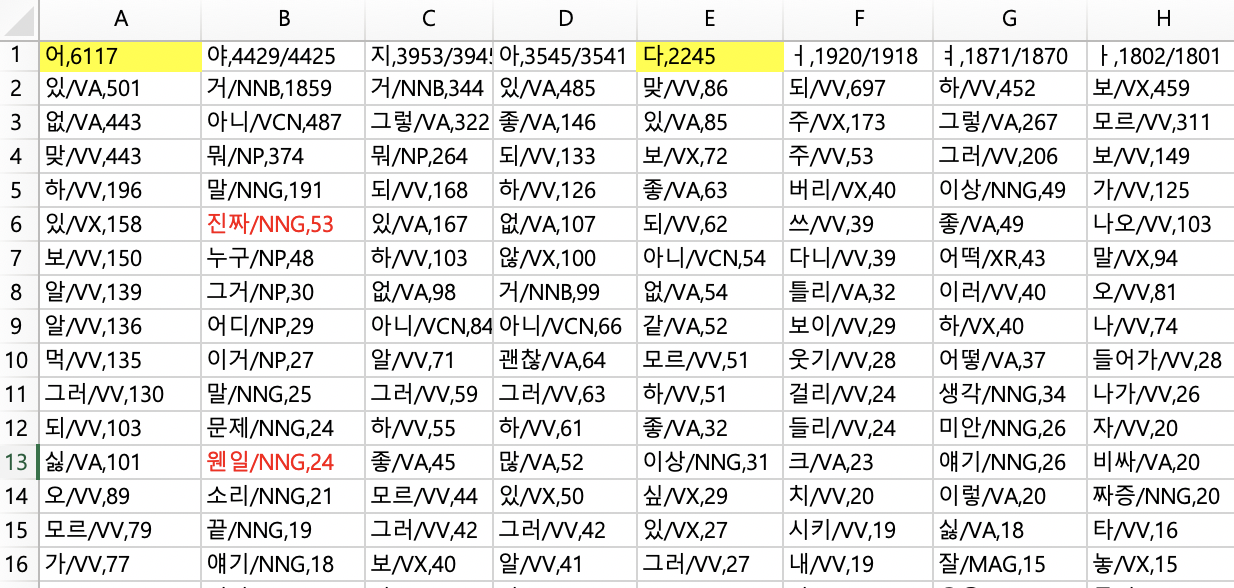 A B C D E F G H
1 어,6117 야,4429/4425 지,3953/3945 아,3545/3541 다,2245 ㅓ,1920/1918 ㅕ,1871/1870 ㅏ,1802/1801
2 있/VA,501 거/NNB,1859 거/NNB,344 있/VA,485 맞/VV,86 되/VV,697 하/VV,452 보/VX,459
3 없/VA,443 아니/VCN,487 그렇/VA,322 좋/VA,146 있/VA,85 주/VX,173 그렇/VA,267 모르/VV,311
4 맞/VV,443 뭐/NP,374 뭐/NP,264 되/VV,133 보/VX,72 주/VV,53 그러/VV,206 보/VV,149
5 하/VV,196 말/NNG,191 되/VV,168 하/VV,126 좋/VA,63 버리/VX,40 이상/NNG,49 가/VV,125
6 있/VX,158 진짜/NNG,53 있/VA,167 없/VA,107 되/VV,62 쓰/VV,39 좋/VA,49 나오/VV,103
7 보/VV,150 누구/NP,48 하/VV,103 않/VX,100 아니/VCN,54 다니/VV,39 어떡/XR,43 말/VX,94
8 알/VV,139 그거/NP,30 없/VA,98 거/NNB,99 없/VA,54 틀리/VA,32 이러/VV,40 오/VV,81
9 알/VV,136 어디/NP,29 아니/VCN,84 아니/VCN,66 같/VA,52 보이/VV,29 하/VX,40 나/VV,74
10 먹/VV,135 이거/NP,27 알/VV,71 괜찮/VA,64 모르/VV,51 웃기/VV,28 어떻/VA,37 들어가/VV,28
11 그러/VV,130 말/NNG,25 그러/VV,59 그러/VV,63 하/VV,51 걸리/VV,24 생각/NNG,34 나가/VV,26
12 되/VV,103 문제/NNG,24 하/VV,55 하/VV,61 좋/VA,32 들리/VV,24 미안/NNG,26 자/VV,20
13 싫/VA,101 웬일/NNG,24 좋/VA,45 많/VA,52 이상/NNG,31 크/VA,23 얘기/NNG,26 비싸/VA,20
14 오/VV,89 소리/NNG,21 모르/VV,44 있/VX,50 싶/VX,29 치/VV,20 이렇/VA,20 짜증/NNG,20
15 모르/VV,79 끝/NNG,19 그러/VV,42 그러/VV,42 있/VX,27 시키/VV,19 싫/VA,18 타/VV,16
16 가/VV,77 얘기/NNG,18 보/VX,40 알/VV,41 그러/VV,27 내/VV,19 잘/MAG,15 놓/VX,15